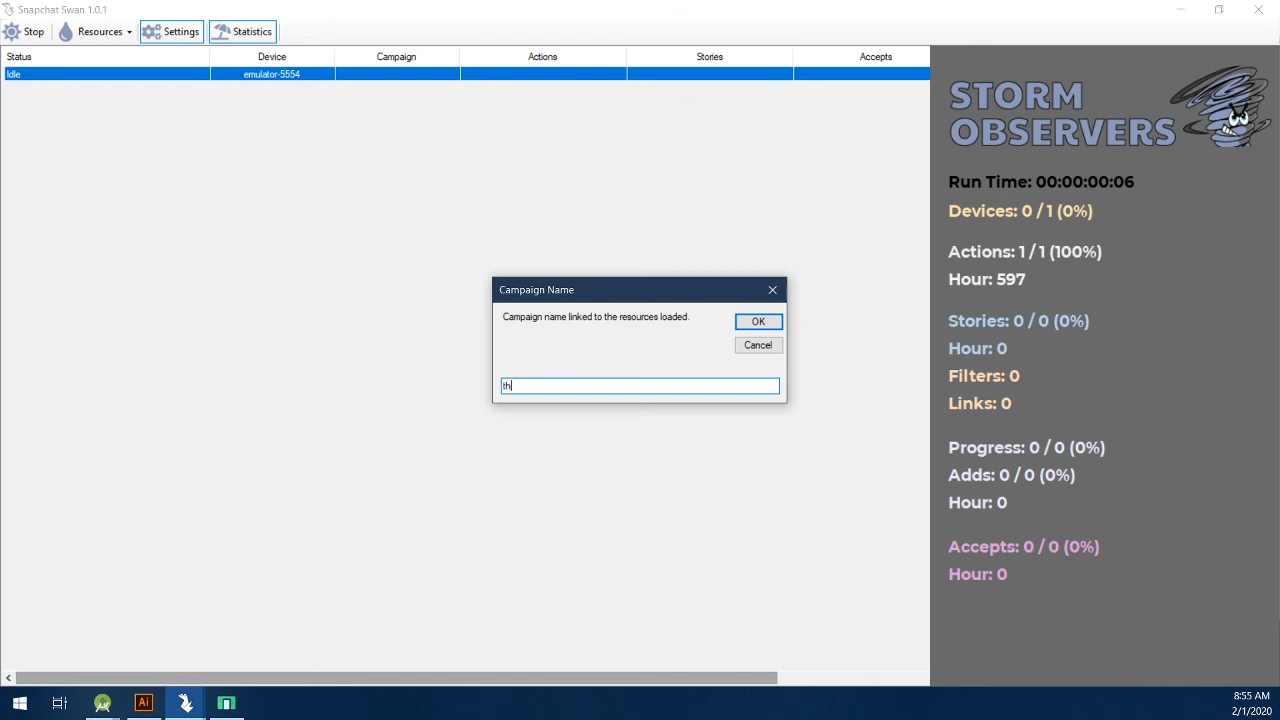 Snapchat Swan 1.0.1
Stop Resources Settings Statistics
Status Device Campaign Actions Stories Accepts
Idle emulator-5554
STORM
OBSERVERS
Run Time: 00:00:00:06
Devices: 0 / 1 (0%)
Actions: 1 / 1 (100%)
Hour: 597
Stories: 0 / 0 (0%)
Hour: 0
Filters: 0
Links: 0
Progress: 0 / 0 (0%)
Adds: 0 / 0 (0%)
Hour: 0
Accepts: 0 / 0 (0%)
Hour: 0
Campaign Name
Campaign name linked to the resources loaded.
OK
Cancel
th
Ai
8:55 AM
2/1/2020